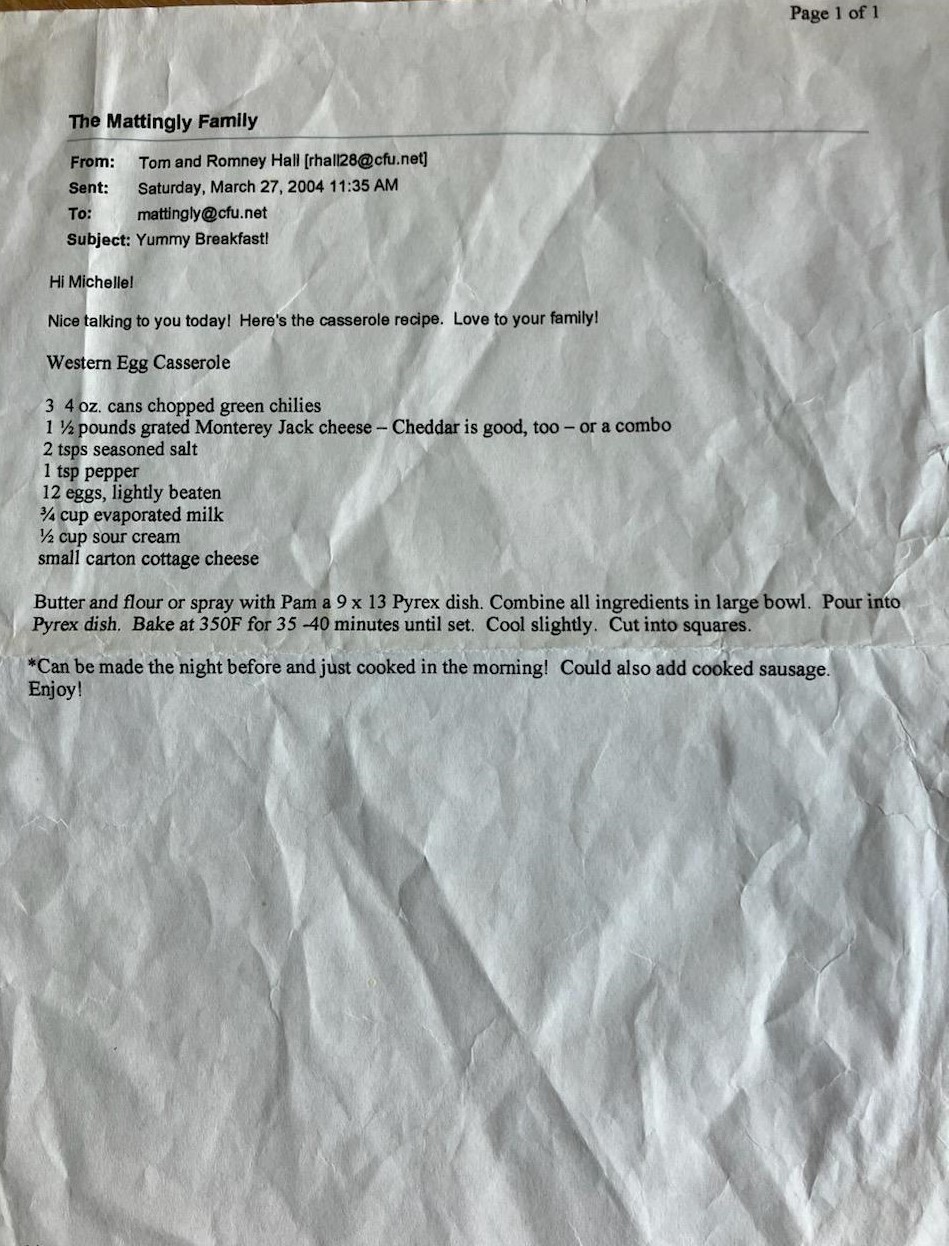 Page 1 of 1
The Mattingly Family
From: Tom and Romney Hall [rhall28@cfu.net]
Sent: Saturday, March 27, 2004 11:35 AM
To: mattingly@cfu.net
Subject: Yummy Breakfast!
Hi Michelle!
Nice talking to you today! Here's the casserole recipe. Love to your family!
Western Egg Casserole
3 4 oz. cans chopped green chilies
1 ½ pounds grated Monterey Jack cheese – Cheddar is good, too – or a combo
2 tsps seasoned salt
1 tsp pepper
12 eggs, lightly beaten
¾ cup evaporated milk
½ cup sour cream
small carton cottage cheese
Butter and flour or spray with Pam a 9 x 13 Pyrex dish. Combine all ingredients in large bowl. Pour into
Pyrex dish. Bake at 350F for 35 -40 minutes until set. Cool slightly. Cut into squares.
*Can be made the night before and just cooked in the morning! Could also add cooked sausage.
Enjoy!